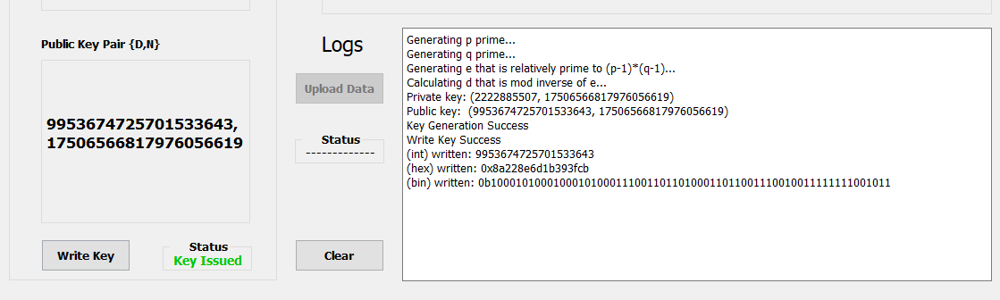 Public Key Pair {D,N}
9953674725701533643,
17506566817976056619
Write Key
Status
Key Issued
Logs
Upload Data
Status
-------------
Clear
Generating p prime...
Generating q prime...
Generating e that is relatively prime to (p-1)*(q-1)...
Calculating d that is mod inverse of e...
Private key: (2222885507, 17506566817976056619)
Public key:  (9953674725701533643, 17506566817976056619)
Key Generation Success
Write Key Success
(int) written: 9953674725701533643
(hex) written: 0x8a228e6d1b393fcb
(bin) written: 0b1000101000100010100011100110110100011011001110010011111111001011